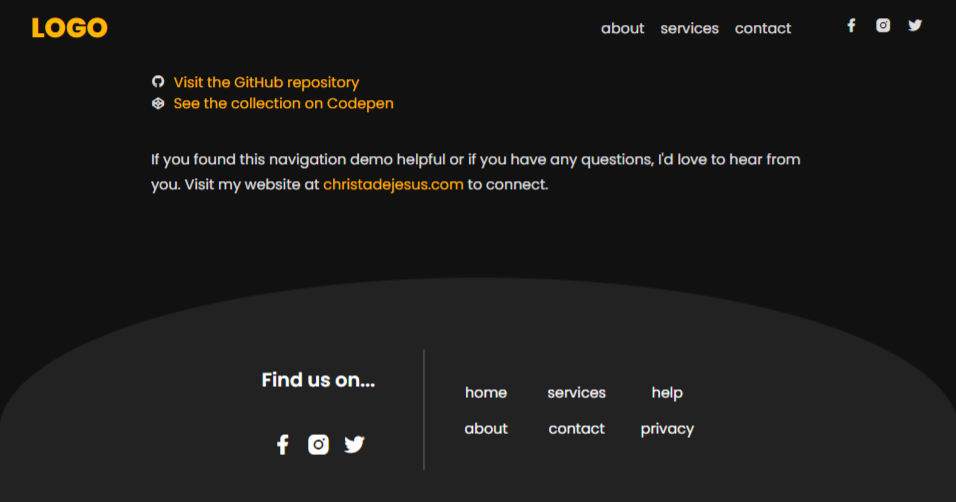 LOGO
about services contact
Visit the GitHub repository
See the collection on Codepen
If you found this navigation demo helpful or if you have any questions, I'd love to hear from
you. Visit my website at christadejesus.com to connect.
Find us on...
home services help
about contact privacy